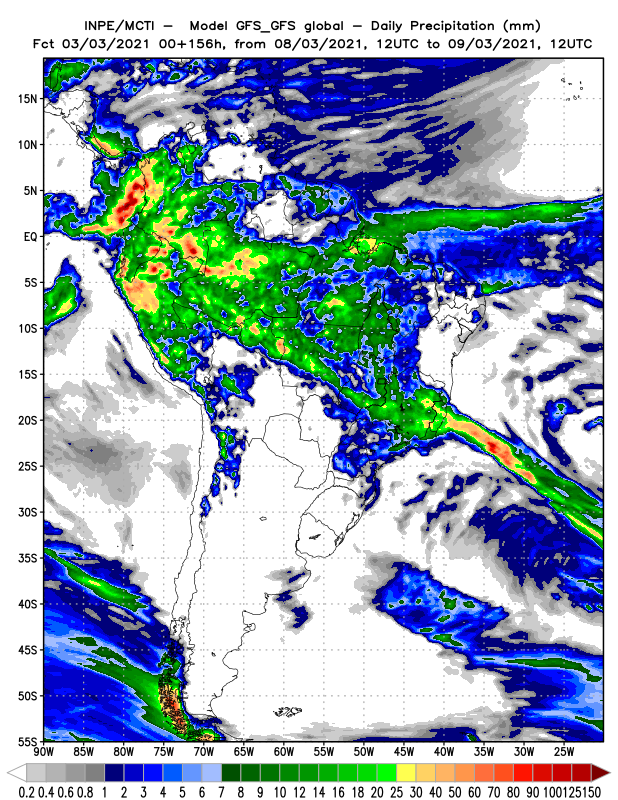 INPE/MCTI – Model GFS_GFS global – Daily Precipitation (mm)
Fct 03/03/2021 00+156h, from 08/03/2021, 12UTC to 09/03/2021, 12UTC
15N
10N
5N
EQ
5S
10S
15S
20S
25S
30S
35S
40S
45S
50S
55S
90W 85W 80W 75W 70W 65W 60W 55W 50W 45W 40W 35W 30W 25W
0.2 0.4 0.6 0.8 1 2 3 4 5 6 7 8 9 10 12 14 16 18 20 25 30 40 50 60 70 80 90 100 125 150